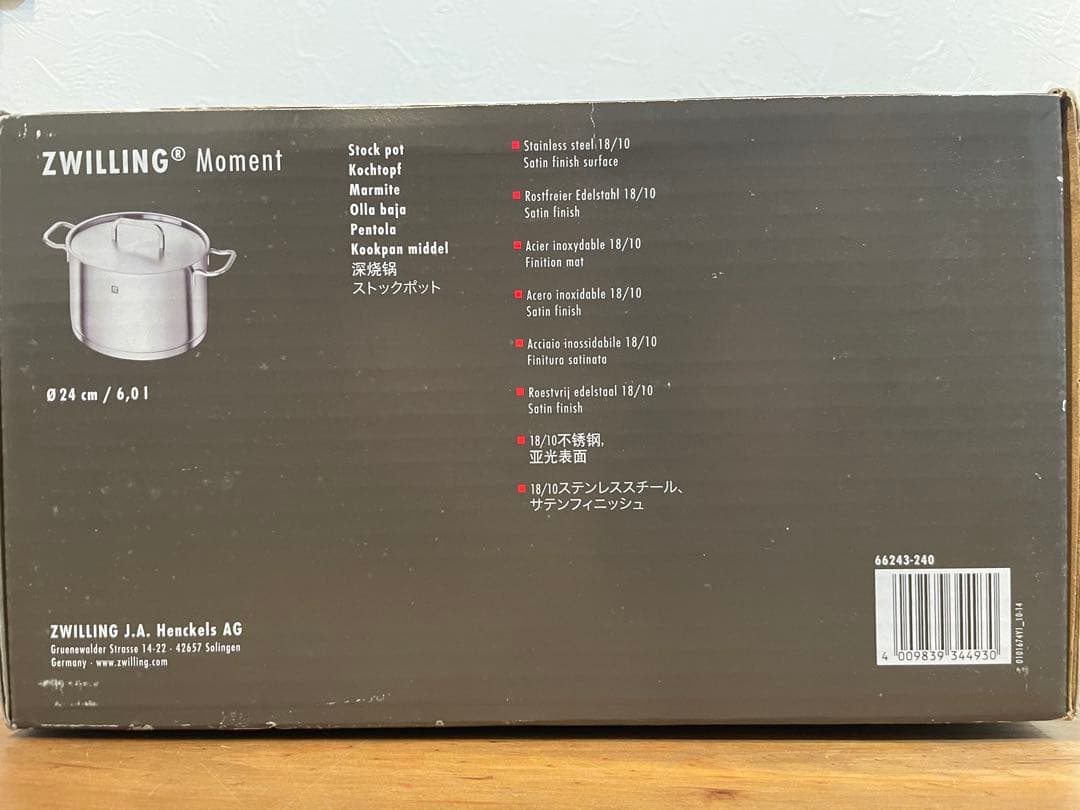 ZWILLING® Moment
Ø 24 cm / 6,0 l
Stock pot
Kochtopf
Marmite
Olla baja
Pentola
Kookpan middel
深烧锅
ストックポット
Stainless steel 18/10
Satin finish surface
Rostfreier Edelstahl 18/10
Satin finish
Acier inoxydable 18/10
Finition mat
Acero inoxidable 18/10
Satin finish
Acciaio inossidabile 18/10
Finitura satinata
Roestvrij edelstaal 18/10
Satin finish
18/10不锈钢,
亚光表面
18/10ステンレススチール、
サテンフィニッシュ
ZWILLING J.A. Henckels AG
Gruenewalder Strasse 14-22 · 42657 Solingen
Germany · www.zwilling.com
66243-240
4 009839 344930
0101674V1_10-14